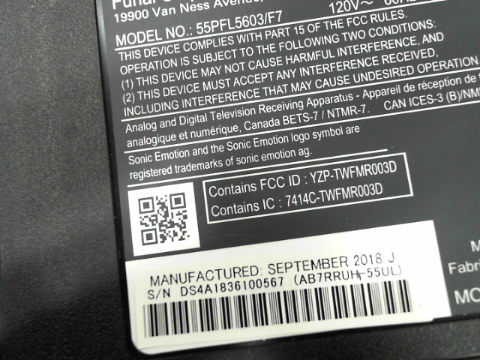 Funai
19900 Van Ness Avenue,
MODEL NO.: 55PFL5603/F7 120V~ 60Hz
THIS DEVICE COMPLIES WITH PART 15 OF THE FCC RULES.
OPERATION IS SUBJECT TO THE FOLLOWING TWO CONDITIONS:
(1) THIS DEVICE MAY NOT CAUSE HARMFUL INTERFERENCE, AND
(2) THIS DEVICE MUST ACCEPT ANY INTERFERENCE RECEIVED,
INCLUDING INTERFERENCE THAT MAY CAUSE UNDESIRED OPERATION.
Analog and Digital Television Receiving Apparatus - Appareil de réception de
analogique et numérique, Canada BETS-7 / NTMR-7. CAN ICES-3 (B)/NM
Sonic Emotion and the Sonic Emotion logo symbol are
registered trademarks of sonic emotion ag.
Contains FCC ID : YZP-TWFMR003D
Contains IC : 7414C-TWFMR003D
MANUFACTURED: SEPTEMBER 2018 J
S/N DS4A1836100567 (AB7RRUH-55UL)
M
Fabri
MO